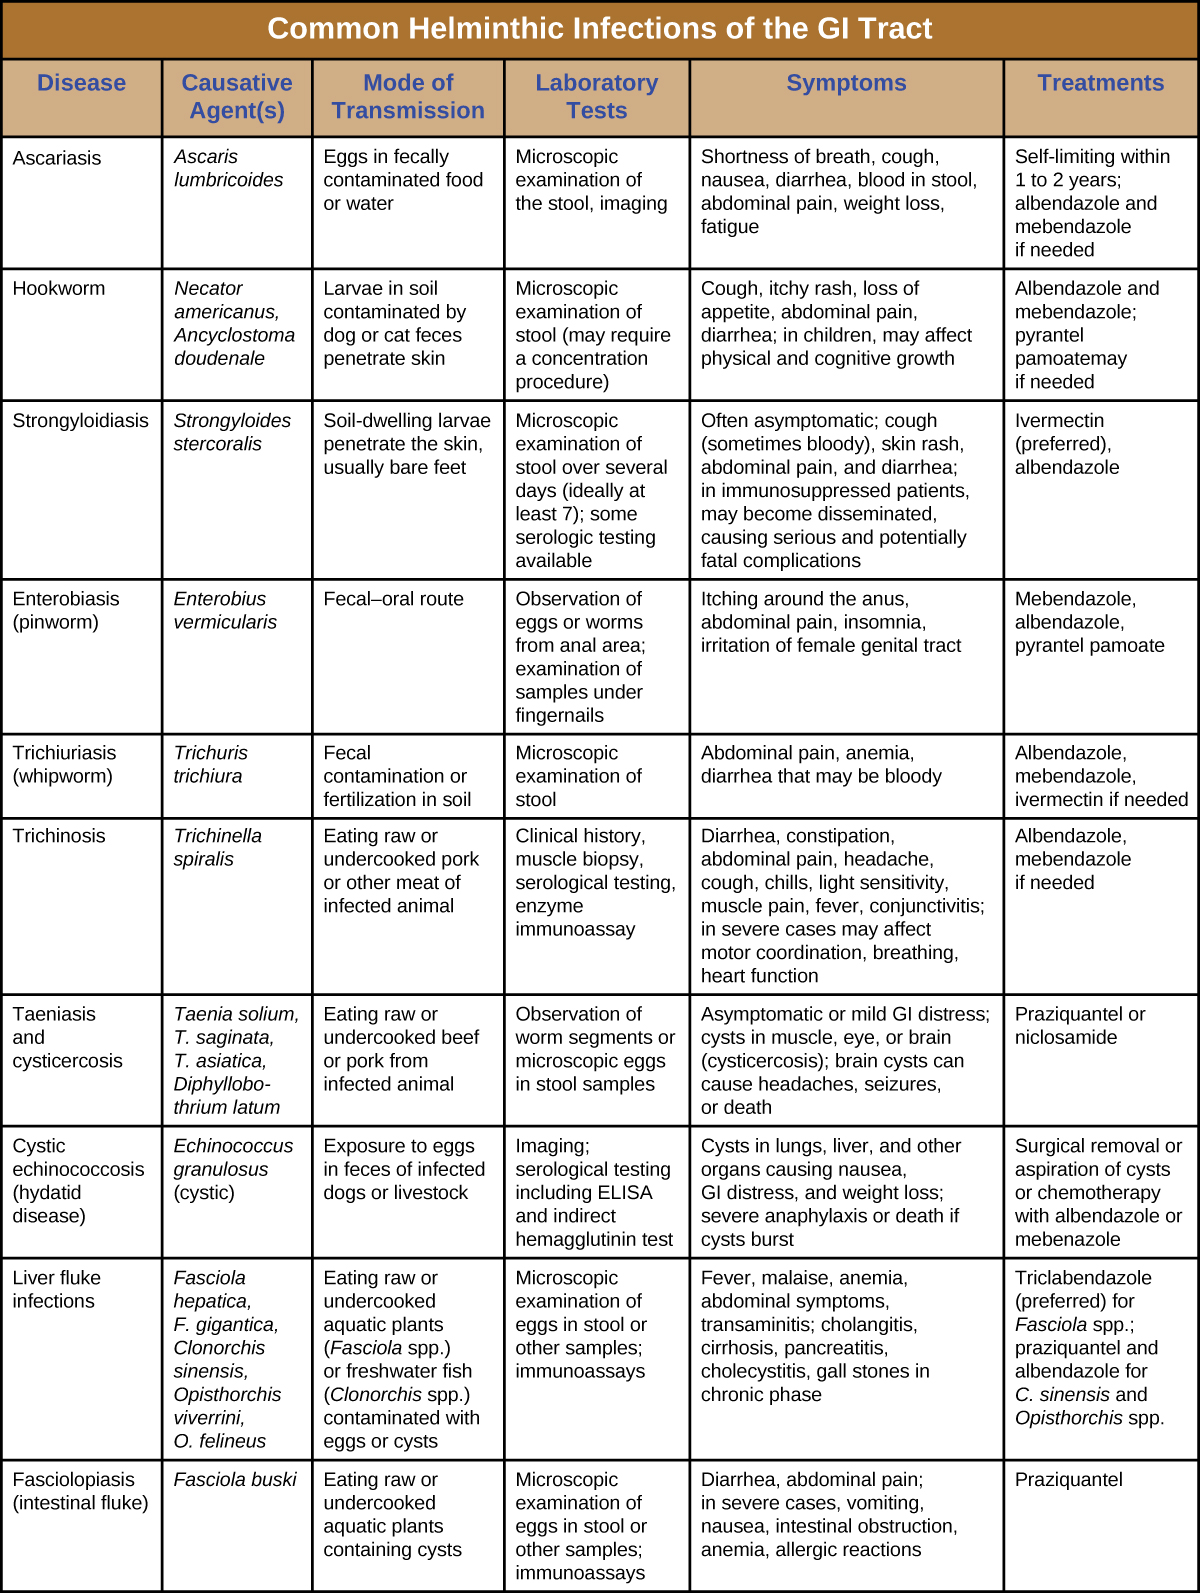 Common Helminthic Infections of the GI Tract
Disease
Causative
Agent(s)
Mode of
Transmission
Laboratory
Tests
Symptoms
Treatments
Ascariasis
Ascaris
lumbricoides
Eggs in fecally
contaminated food
or water
Microscopic
examination of
the stool, imaging
Shortness of breath, cough,
nausea, diarrhea, blood in stool,
abdominal pain, weight loss,
fatigue
Self-limiting within
1 to 2 years;
albendazole and
mebendazole
if needed
Hookworm
Necator
americanus,
Ancyclostoma
doudenale
Larvae in soil
contaminated by
dog or cat feces
penetrate skin
Microscopic
examination of
stool (may require
a concentration
procedure)
Cough, itchy rash, loss of
appetite, abdominal pain,
diarrhea; in children, may affect
physical and cognitive growth
Albendazole and
mebendazole;
pyrantel
pamoatemay
if needed
Strongyloidiasis
Strongyloides
stercoralis
Soil-dwelling larvae
penetrate the skin,
usually bare feet
Microscopic
examination of
stool over several
days (ideally at
least 7); some
serologic testing
available
Often asymptomatic; cough
(sometimes bloody), skin rash,
abdominal pain, and diarrhea;
in immunosuppressed patients,
may become disseminated,
causing serious and potentially
fatal complications
Ivermectin
(preferred),
albendazole
Enterobiasis
(pinworm)
Enterobius
vermicularis
Fecal–oral route
Observation of
eggs or worms
from anal area;
examination of
samples under
fingernails
Itching around the anus,
abdominal pain, insomnia,
irritation of female genital tract
Mebendazole,
albendazole,
pyrantel pamoate
Trichiuriasis
(whipworm)
Trichuris
trichiura
Fecal
contamination or
fertilization in soil
Microscopic
examination of
stool
Abdominal pain, anemia,
diarrhea that may be bloody
Albendazole,
mebendazole,
ivermectin if needed
Trichinosis
Trichinella
spiralis
Eating raw or
undercooked pork
or other meat of
infected animal
Clinical history,
muscle biopsy,
serological testing,
enzyme
immunoassay
Diarrhea, constipation,
abdominal pain, headache,
cough, chills, light sensitivity,
muscle pain, fever, conjunctivitis;
in severe cases may affect
motor coordination, breathing,
heart function
Albendazole,
mebendazole
if needed
Taeniasis
and
cysticercosis
Taenia solium,
T. saginata,
T. asiatica,
Diphyllobo-
thrium latum
Eating raw or
undercooked beef
or pork from
infected animal
Observation of
worm segments or
microscopic eggs
in stool samples
Asymptomatic or mild GI distress;
cysts in muscle, eye, or brain
(cysticercosis); brain cysts can
cause headaches, seizures,
or death
Praziquantel or
niclosamide
Cystic
echinococcosis
(hydatid
disease)
Echinococcus
granulosus
(cystic)
Exposure to eggs
in feces of infected
dogs or livestock
Imaging;
serological testing
including ELISA
and indirect
hemagglutinin test
Cysts in lungs, liver, and other
organs causing nausea,
GI distress, and weight loss;
severe anaphylaxis or death if
cysts burst
Surgical removal or
aspiration of cysts
or chemotherapy
with albendazole or
mebenazole
Liver fluke
infections
Fasciola
hepatica,
F. gigantica,
Clonorchis
sinensis,
Opisthorchis
viverrini,
O. felineus
Eating raw or
undercooked
aquatic plants
(Fasciola spp.)
or freshwater fish
(Clonorchis spp.)
contaminated with
eggs or cysts
Microscopic
examination of
eggs in stool or
other samples;
immunoassays
Fever, malaise, anemia,
abdominal symptoms,
transaminitis; cholangitis,
cirrhosis, pancreatitis,
cholecystitis, gall stones in
chronic phase
Triclabendazole
(preferred) for
Fasciola spp.;
praziquantel and
albendazole for
C. sinensis and
Opisthorchis spp.
Fasciolopiasis
(intestinal fluke)
Fasciola buski
Eating raw or
undercooked
aquatic plants
containing cysts
Microscopic
examination of
eggs in stool or
other samples;
immunoassays
Diarrhea, abdominal pain;
in severe cases, vomiting,
nausea, intestinal obstruction,
anemia, allergic reactions
Praziquantel